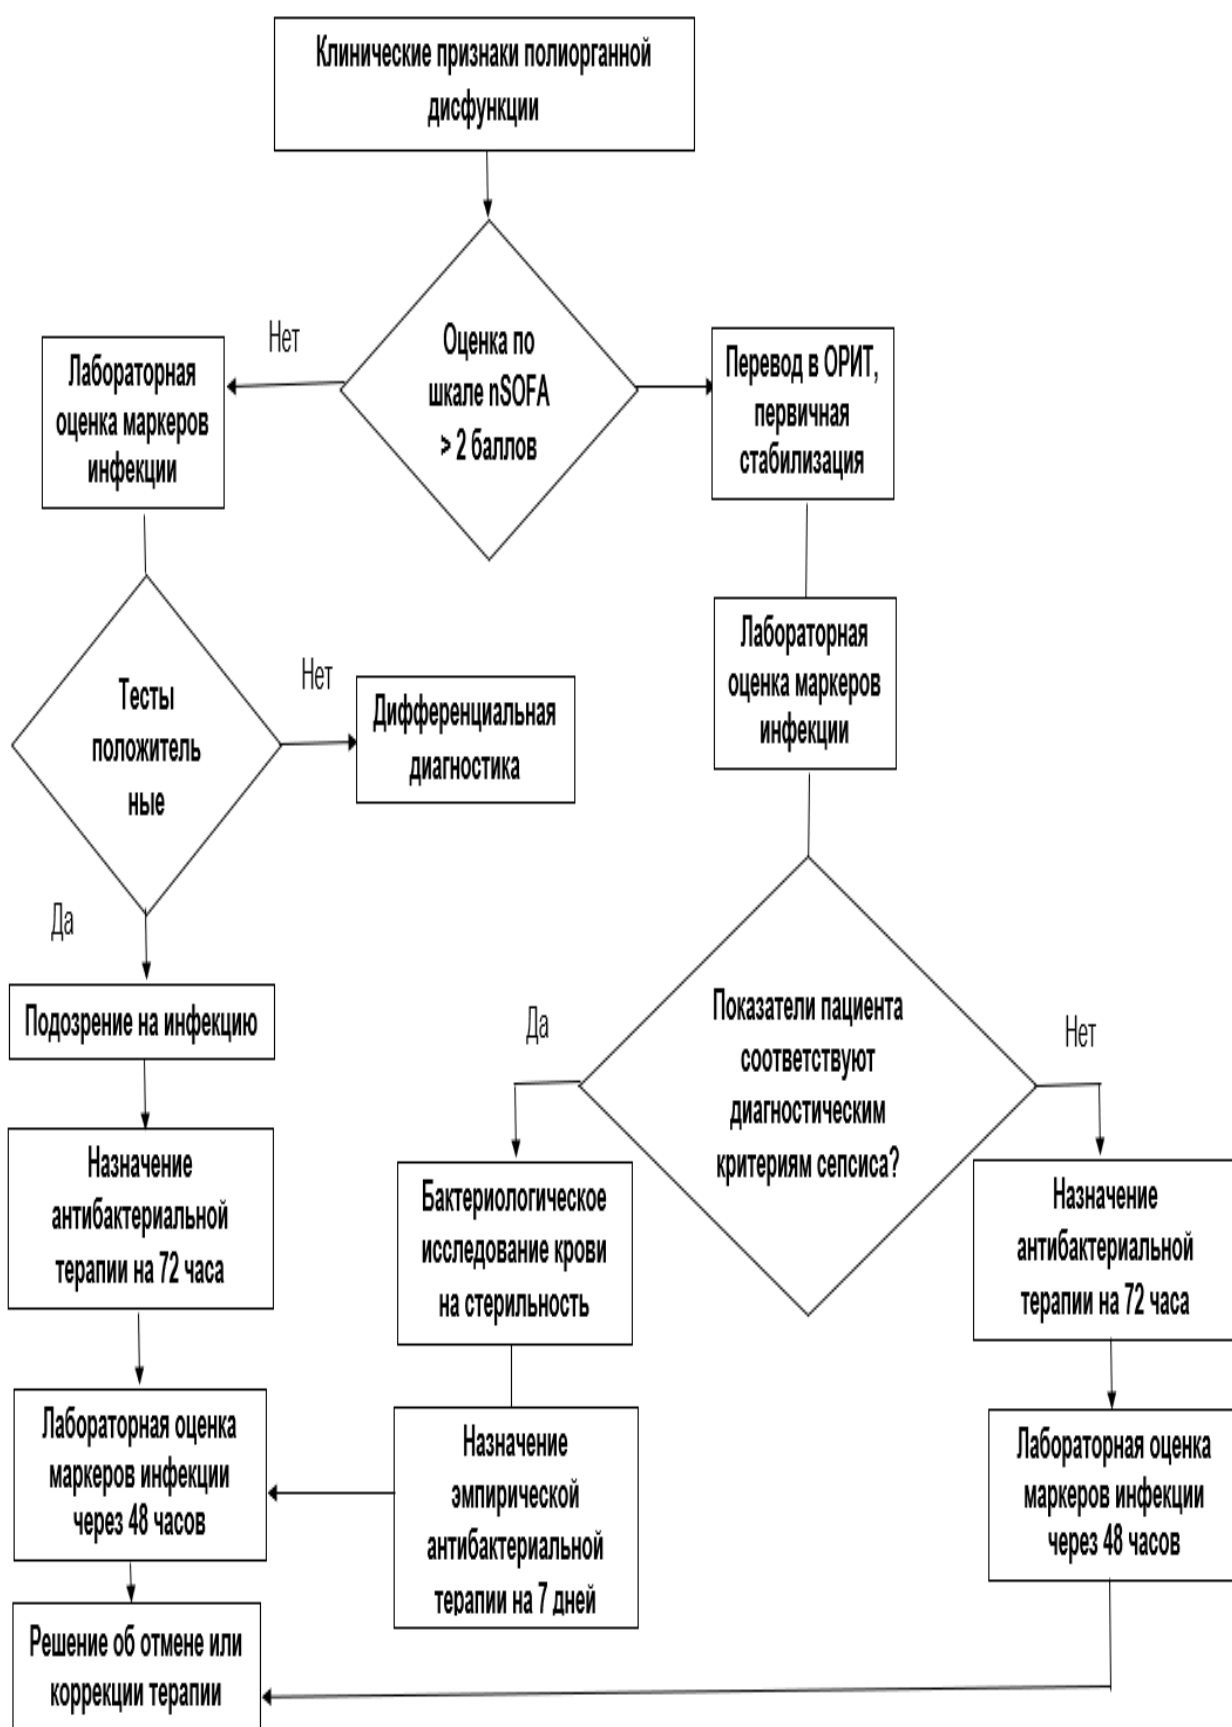 Клинические признаки полиорганной
дисфункции
Нет
Оценка по
шкале nSOFA
> 2 баллов
Лабораторная
оценка маркеров
инфекции
Перевод в ОРИТ,
первичная
стабилизация
Лабораторная
оценка маркеров
инфекции
Тесты
положитель
ные
Нет
Дифференциальная
диагностика
Да
Подозрение на инфекцию
Показатели пациента
соответствуют
диагностическим
критериям сепсиса?
Да
Нет
Назначение
антибактериальной
терапии на 72 часа
Бактериологическое
исследование крови
на стерильность
Назначение
антибактериальной
терапии на 72 часа
Лабораторная оценка
маркеров инфекции
через 48 часов
Назначение
эмпирической
антибактериальной
терапии на 7 дней
Лабораторная оценка
маркеров инфекции
через 48 часов
Решение об отмене или
коррекции терапии